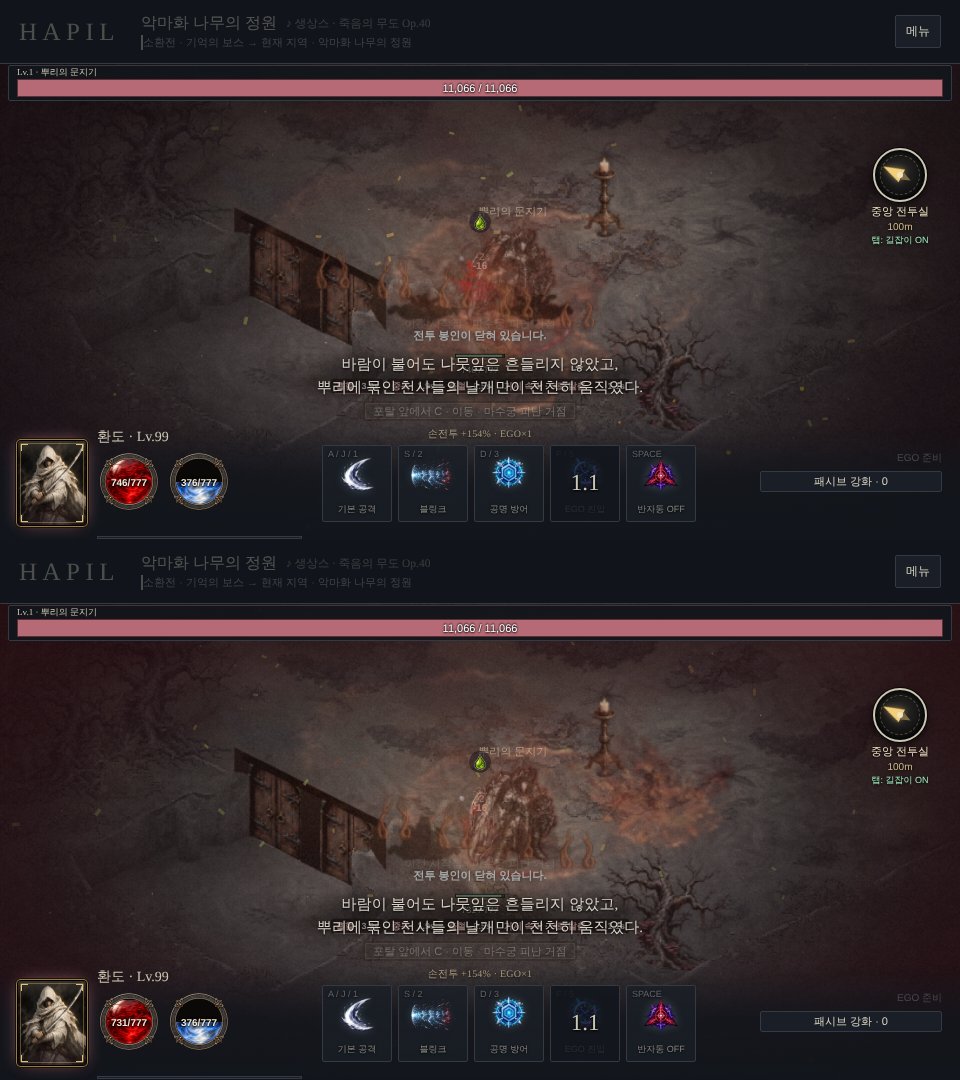 HAPIL
악마화 나무의 정원 ♪ 생상스 · 죽음의 무도 Op.40
소환전 · 기억의 보스 → 현재 지역 · 악마화 나무의 정원
메뉴
Lv.1 · 뿌리의 문지기
11,066 / 11,066
뿌리의 문지기
-16
중앙 전투실
100m
탭: 길잡이 ON
전투 봉인이 닫혀 있습니다.
바람이 불어도 나뭇잎은 흔들리지 않았고,
뿌리에 묶인 천사들의 날개만이 천천히 움직였다.
포탈 앞에서 C · 이동 · 마수궁 피난 거점
손전투 +154% · EGO×1
환도 · Lv.99
746/777
376/777
A / J / 1
기본 공격
S / 2
블링크
D / 3
공명 방어
1.1
EGO 진입
SPACE
반자동 OFF
EGO 준비
패시브 강화 · 0
HAPIL
악마화 나무의 정원 ♪ 생상스 · 죽음의 무도 Op.40
소환전 · 기억의 보스 → 현재 지역 · 악마화 나무의 정원
메뉴
Lv.1 · 뿌리의 문지기
11,066 / 11,066
뿌리의 문지기
중앙 전투실
100m
탭: 길잡이 ON
전투 봉인이 닫혀 있습니다.
바람이 불어도 나뭇잎은 흔들리지 않았고,
뿌리에 묶인 천사들의 날개만이 천천히 움직였다.
포탈 앞에서 C · 이동 · 마수궁 피난 거점
손전투 +154% · EGO×1
환도 · Lv.99
731/777
376/777
A / J / 1
기본 공격
S / 2
블링크
D / 3
공명 방어
1.1
EGO 진입
SPACE
반자동 OFF
EGO 준비
패시브 강화 · 0